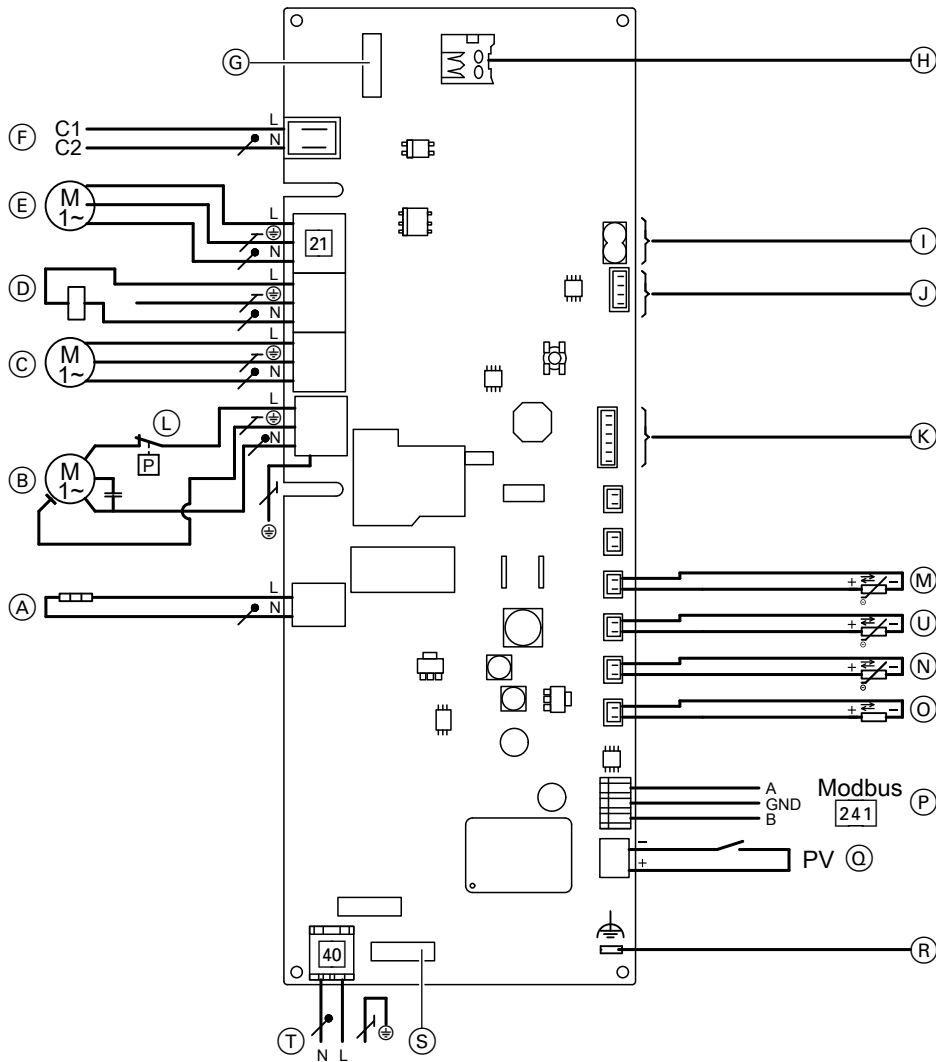 G
H
F C1 L
C2 N
E M 1~ L
N
21
I
D L
N
J
C M 1~ L
N
L
L
N
P
K
B M 1~
A L
N
+ - M
+ - U
+ - N
+ - O
A
GND
B
Modbus
241
P
-
+
PV Q
R
40
T
N L
S